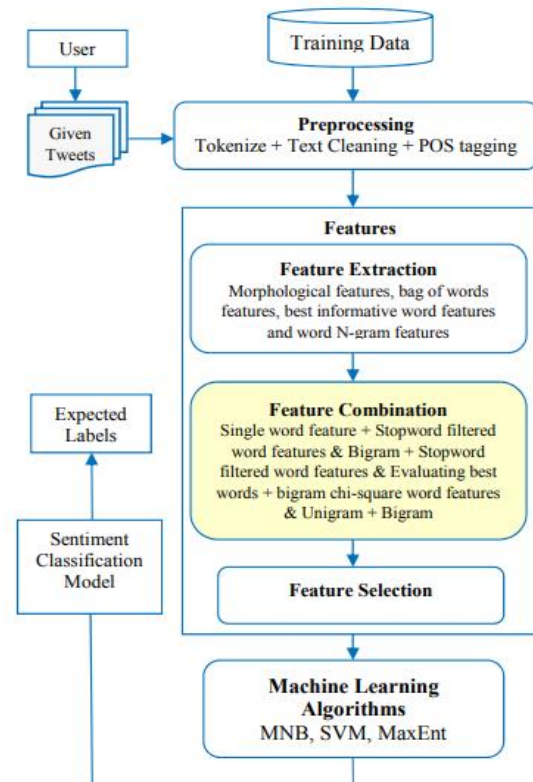 User
Training Data
Given
Tweets
Preprocessing
Tokenize + Text Cleaning + POS tagging
Features
Feature Extraction
Morphological features, bag of words
features, best informative word features
and word N-gram features
Feature Combination
Single word feature + Stopword filtered
word features & Bigram + Stopword
filtered word features & Evaluating best
words + bigram chi-square word features
& Unigram + Bigram
Expected
Labels
Sentiment
Classification
Model
Feature Selection
Machine Learning
Algorithms
MNB, SVM, MaxEnt